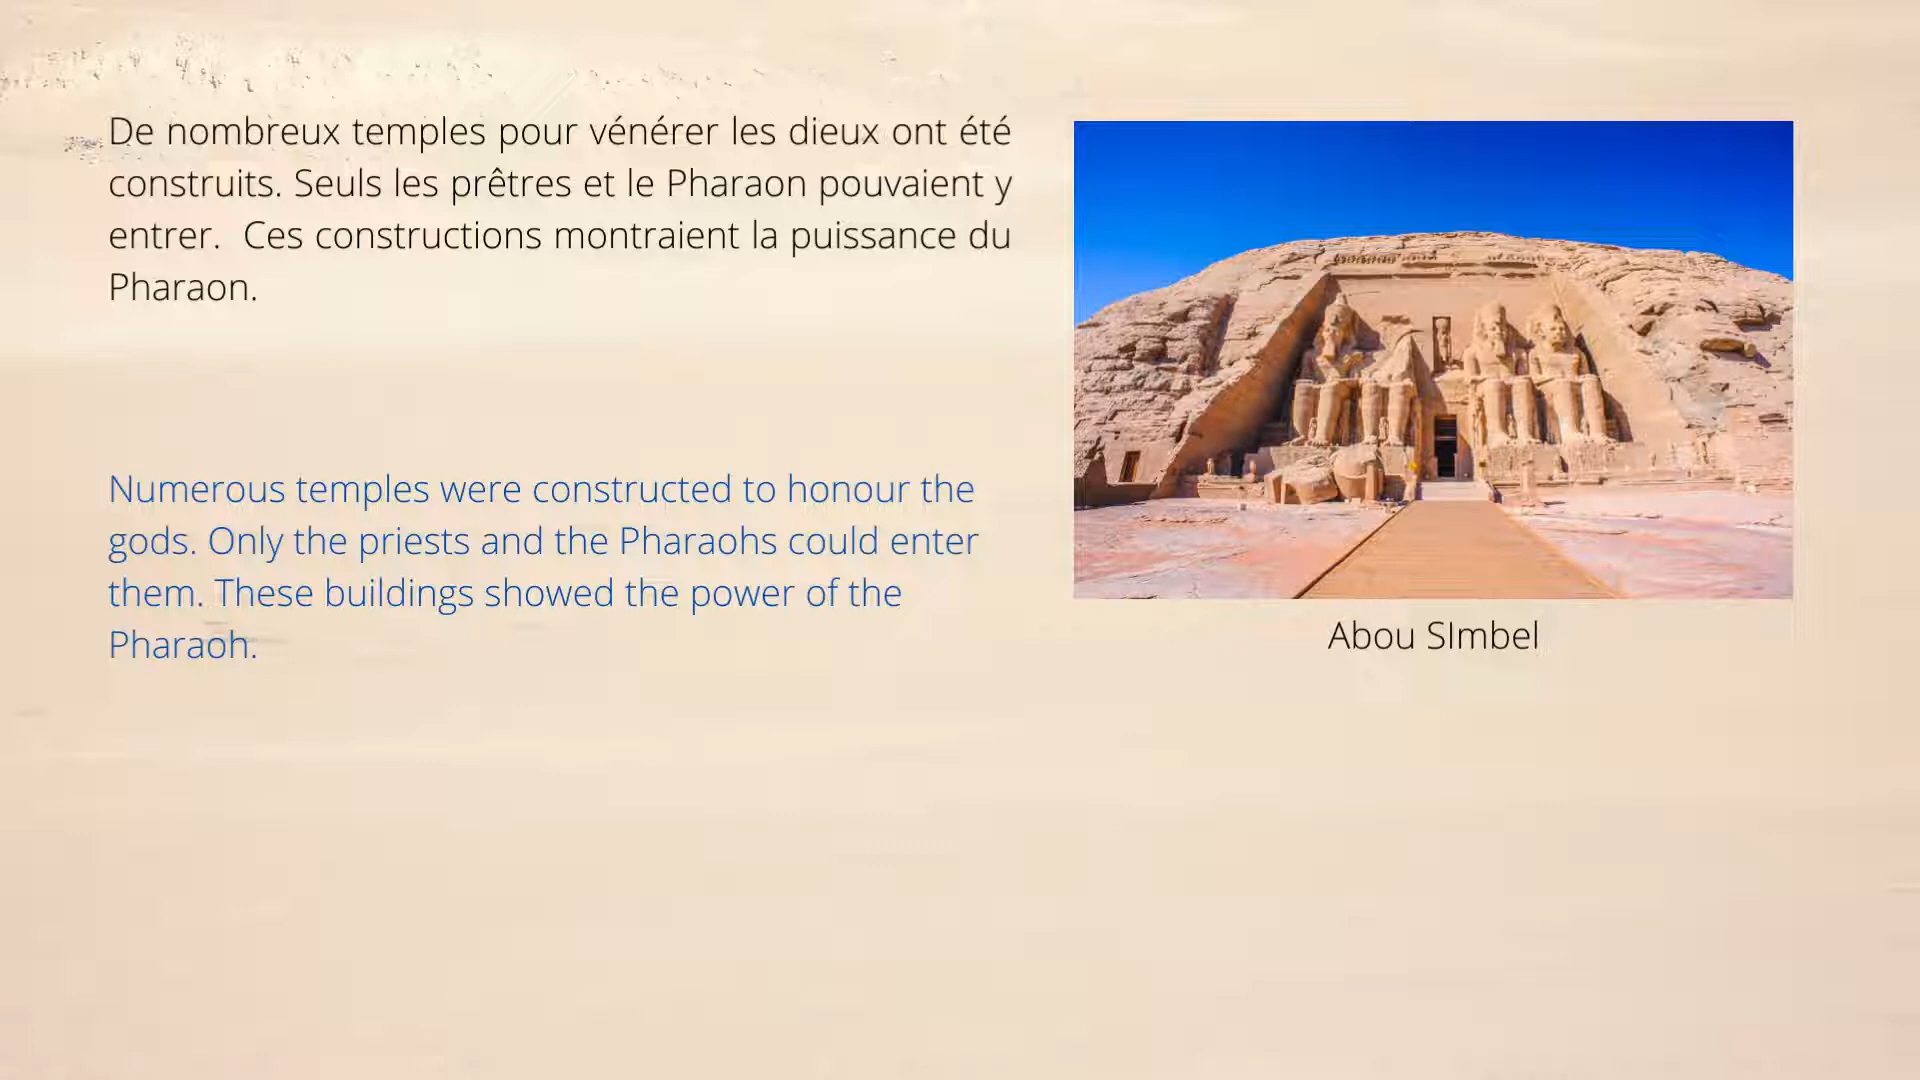 De nombreux temples pour vénérer les dieux ont été
construits. Seuls les prêtres et le Pharaon pouvaient y
entrer.  Ces constructions montraient la puissance du
Pharaon.
Numerous temples were constructed to honour the
gods. Only the priests and the Pharaohs could enter
them. These buildings showed the power of the
Pharaoh.
Abou SImbel